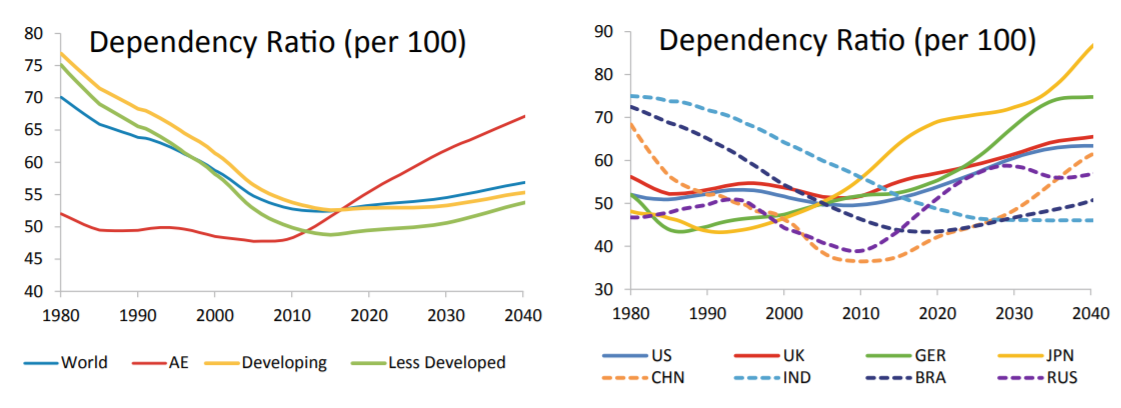 Dependency Ratio (per 100)
80
75
70
65
60
55
50
45
40
1980 1990 2000 2010 2020 2030 2040
World AE Developing Less Developed
Dependency Ratio (per 100)
90
80
70
60
50
40
30
1980 1990 2000 2010 2020 2030 2040
US UK GER JPN
CHN IND BRA RUS